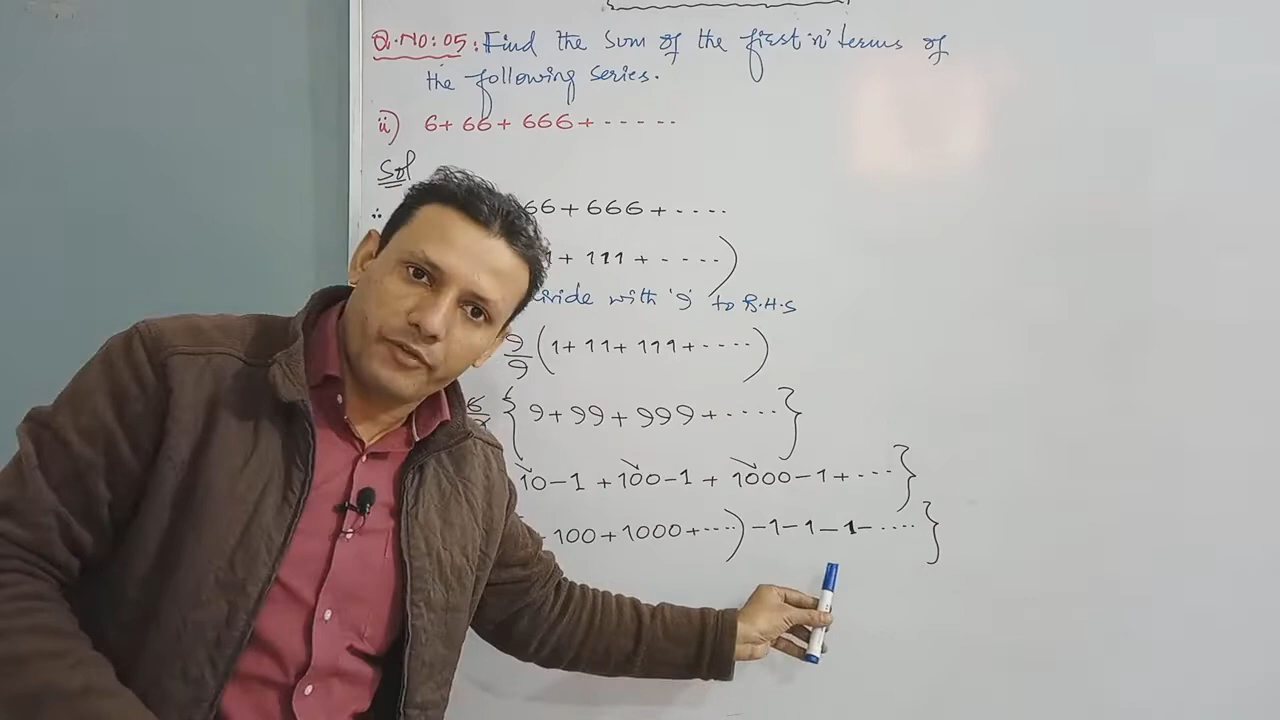 Q.NO:05: Find the sum of the first 'n' terms of
the following series.
ii) 6+ 66+ 666+-----
Sol
∴ 66+666+----
1+ 111+-----)
ivide with '9' to R.H.S
9/9 (1+11+111+-----)
6 { 9+99+999+-----}
10-1 +100-1 + 1000-1+----}
100+1000+----) -1-1-1-----}